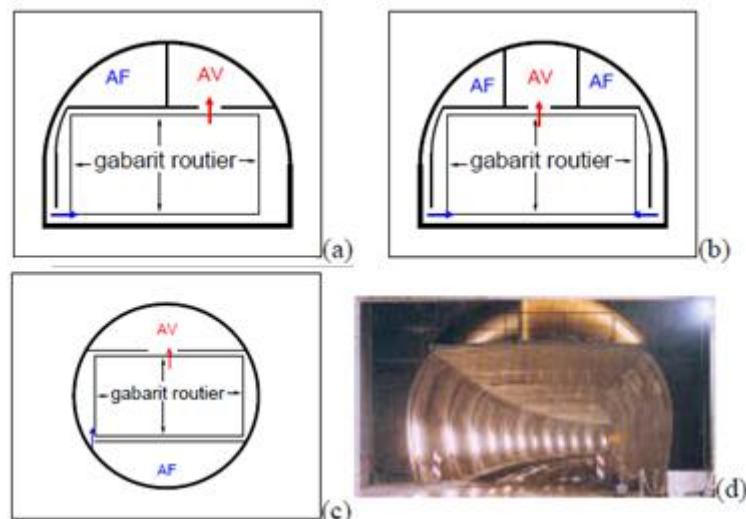 AF AV
gabarit routier
(a)
AF AV AF
gabarit routier
(b)
AV
gabarit routier
AF
(c)
(d)